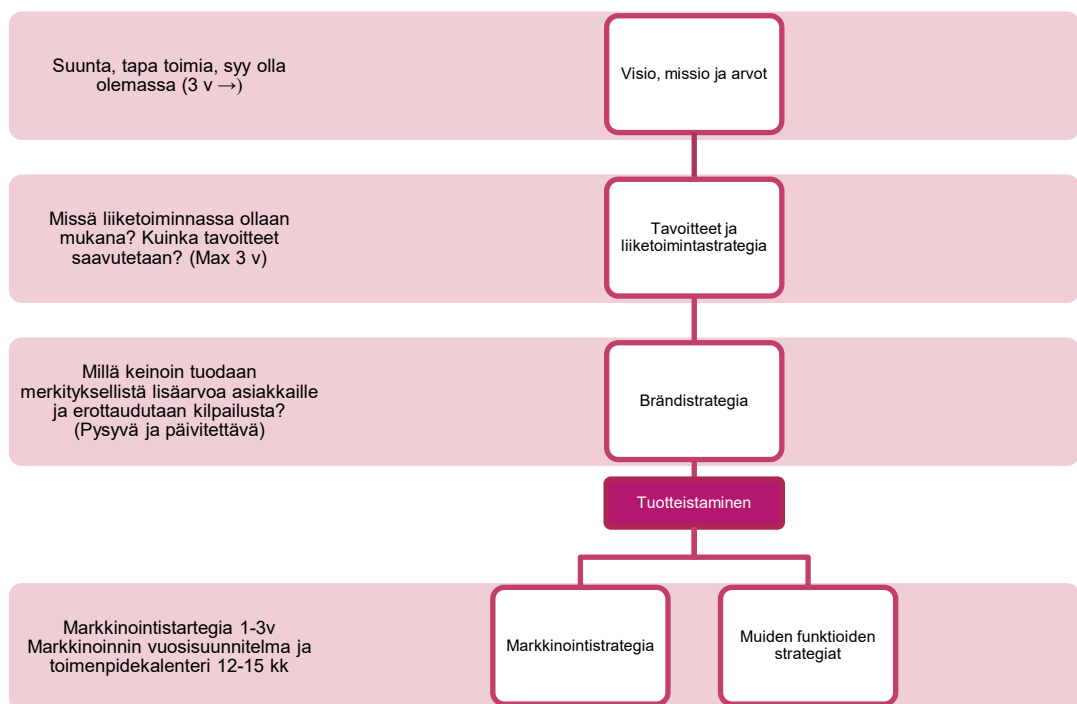 Suunta, tapa toimia, syy olla
olemassa (3 v →)
Visio, missio ja arvot
Missä liiketoiminnassa ollaan
mukana? Kuinka tavoitteet
saavutetaan? (Max 3 v)
Tavoitteet ja
liiketoimintastrategia
Millä keinoin tuodaan
merkityksellistä lisäarvoa asiakkaille
ja erottaudutaan kilpailusta?
(Pysyvä ja päivitettävä)
Brändistrategia
Tuotteistaminen
Markkinointistartegia 1-3v
Markkinoinnin vuosisuunnitelma ja
toimenpidekalenteri 12-15 kk
Markkinointistrategia
Muiden funktioiden
strategiat